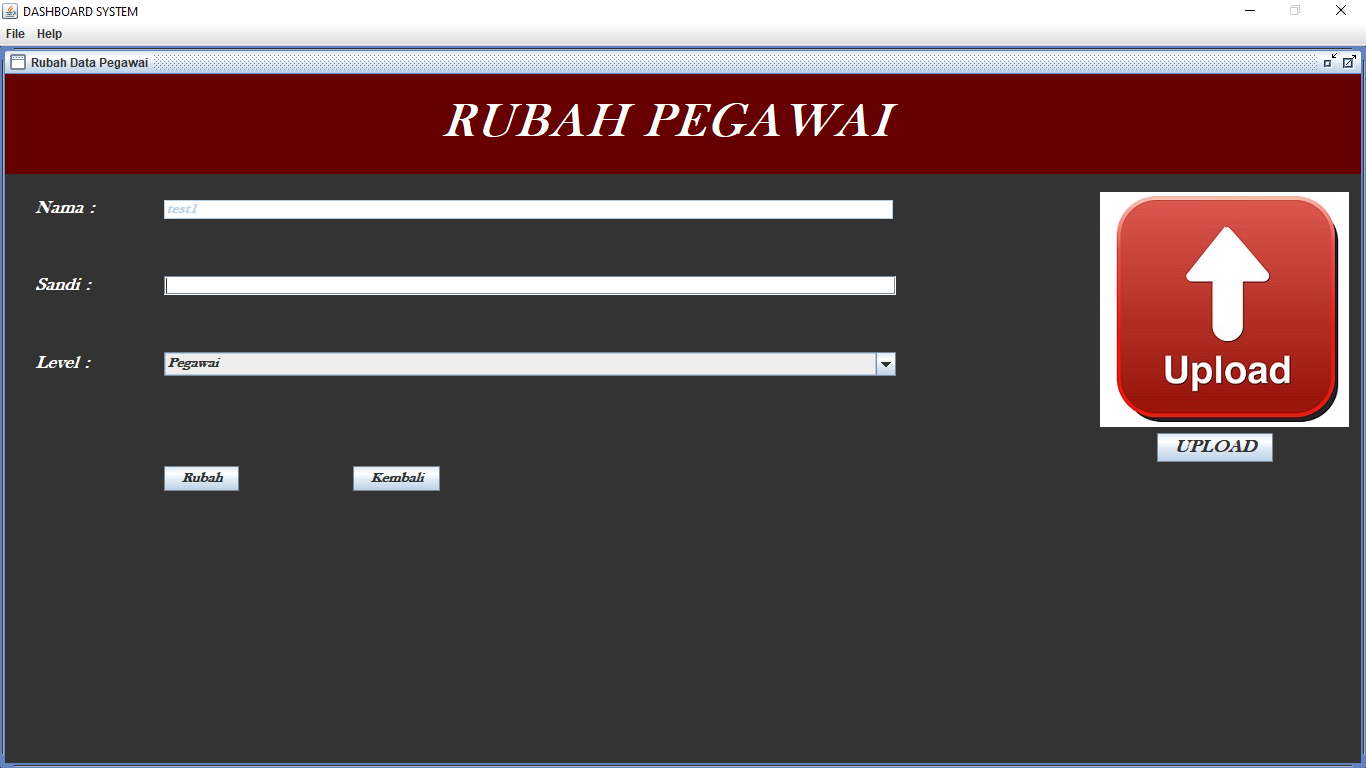 DASHBOARD SYSTEM
File Help
Rubah Data Pegawai
RUBAH PEGAWAI
Nama : test1
Sandi :
Level : Pegawai
Upload
UPLOAD
Rubah Kembali